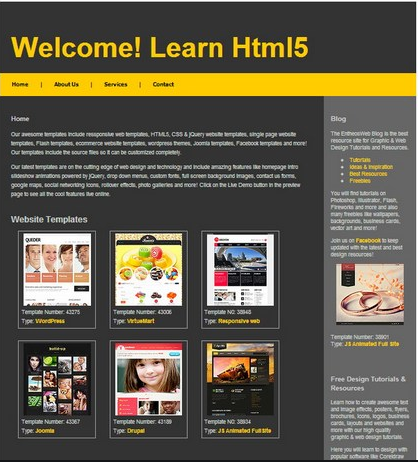 Welcome! Learn Html5
Home | About Us | Services | Contact
Home
Our awesome templates include responsive web templates, HTML5, CSS & jQuery website templates, single page website
templates, Flash templates, ecommerce website templates, wordpress themes, Joomla templates, Facebook templates and more!
Our templates include the source files so it can be customized completely.
Our latest templates are on the cutting edge of web design and technology and include amazing features like homepage intro
slideshow animations powered by jQuery, drop down menus, custom fonts, full screen background images, contact us forms,
google maps, social networking icons, rollover effects, photo galleries and more! Click on the Live Demo button in the preview
page to see all the cool features live online.
Website Templates
Template Number: 43275
Type: WordPress
Template Number: 43006
Type: VirtueMart
Template N0: 38948
Type: Responsive web
Template Number: 43367
Type: Joomla
Template Number: 43189
Type: Drupal
Template N0: 38934
Type: JS Animated Full Site
Blog
The EntheosWeb Blog is the best
resource site for Graphic & Web
Design Tutorials and Resources.
Tutorials
Ideas & Inspiration
Best Resources
Freebies
You will find tutorials on
Photoshop, Illustrator, Flash,
Fireworks and more and also
many freebies like wallpapers,
backgrounds, business cards,
vector art and more!
Join us on Facebook to keep
updated with the latest and best
design resources!
Template Number: 38901
Type: JS Animated Full Site
Free Design Tutorials &
Resources
Learn how to create awesome text
and image effects, posters, flyers,
brochures, icons, logos, business
cards, layouts and websites and
more with our high quality
graphic & web design tutorials.
Here you will learn to design with
popular software like Coreldraw